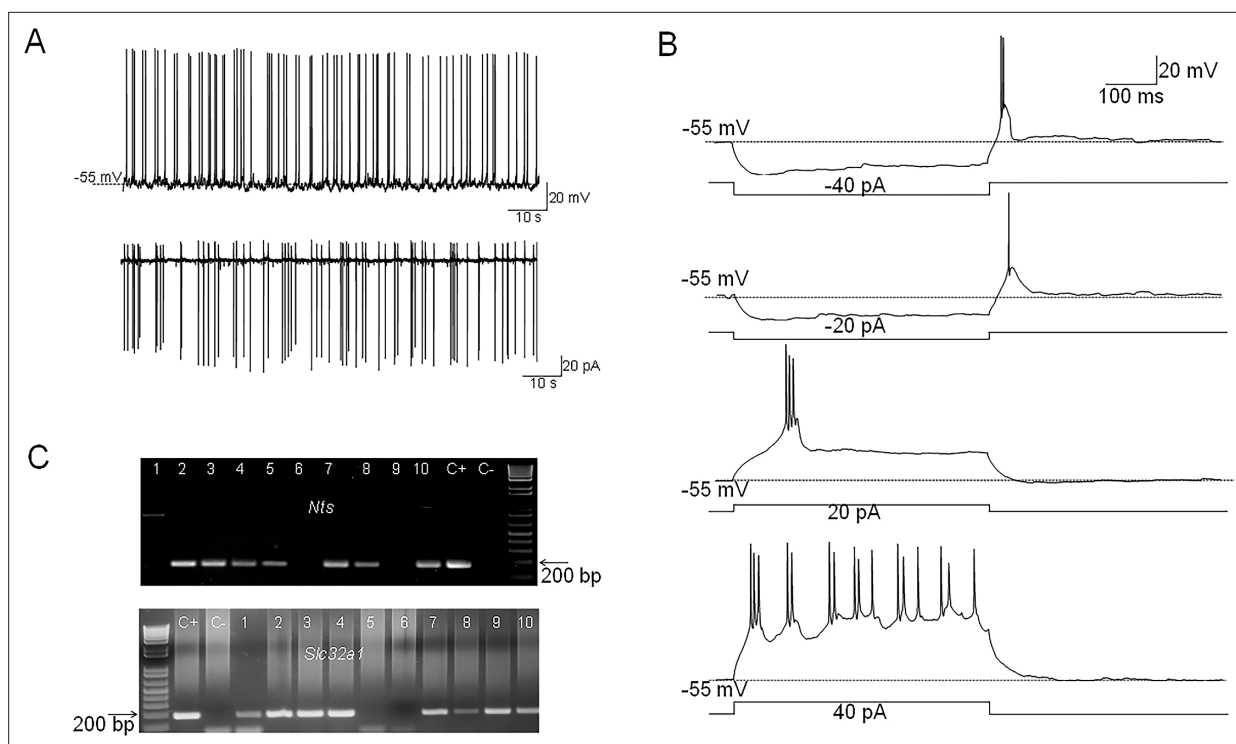 A
-55 mV
20 mV
10 s
20 pA
10 s
B
20 mV
100 ms
-55 mV
-40 pA
-55 mV
-20 pA
-55 mV
20 pA
-55 mV
40 pA
C
1 2 3 4 5 6 7 8 9 10 C+ C-
Nts
200 bp
C+ C- 1 2 3 4 5 6 7 8 9 10
Slc32a1
200 bp